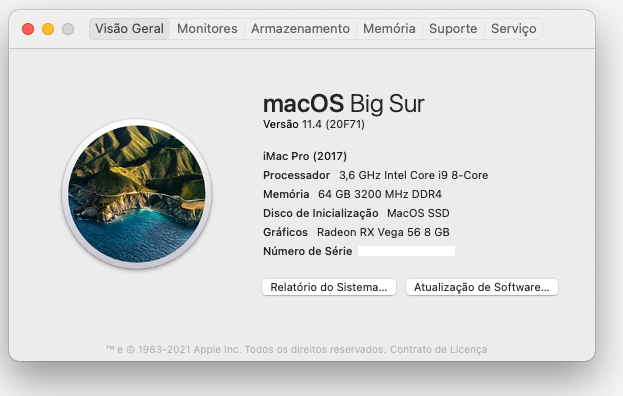 Visão Geral Monitores Armazenamento Memória Suporte Serviço
macOS Big Sur
Versão 11.4 (20F71)
iMac Pro (2017)
Processador 3,6 GHz Intel Core i9 8-Core
Memória 64 GB 3200 MHz DDR4
Disco de Inicialização MacOS SSD
Gráficos Radeon RX Vega 56 8 GB
Número de Série
Relatório do Sistema... Atualização de Software...
™ e © 1983-2021 Apple Inc. Todos os direitos reservados. Contrato de Licença